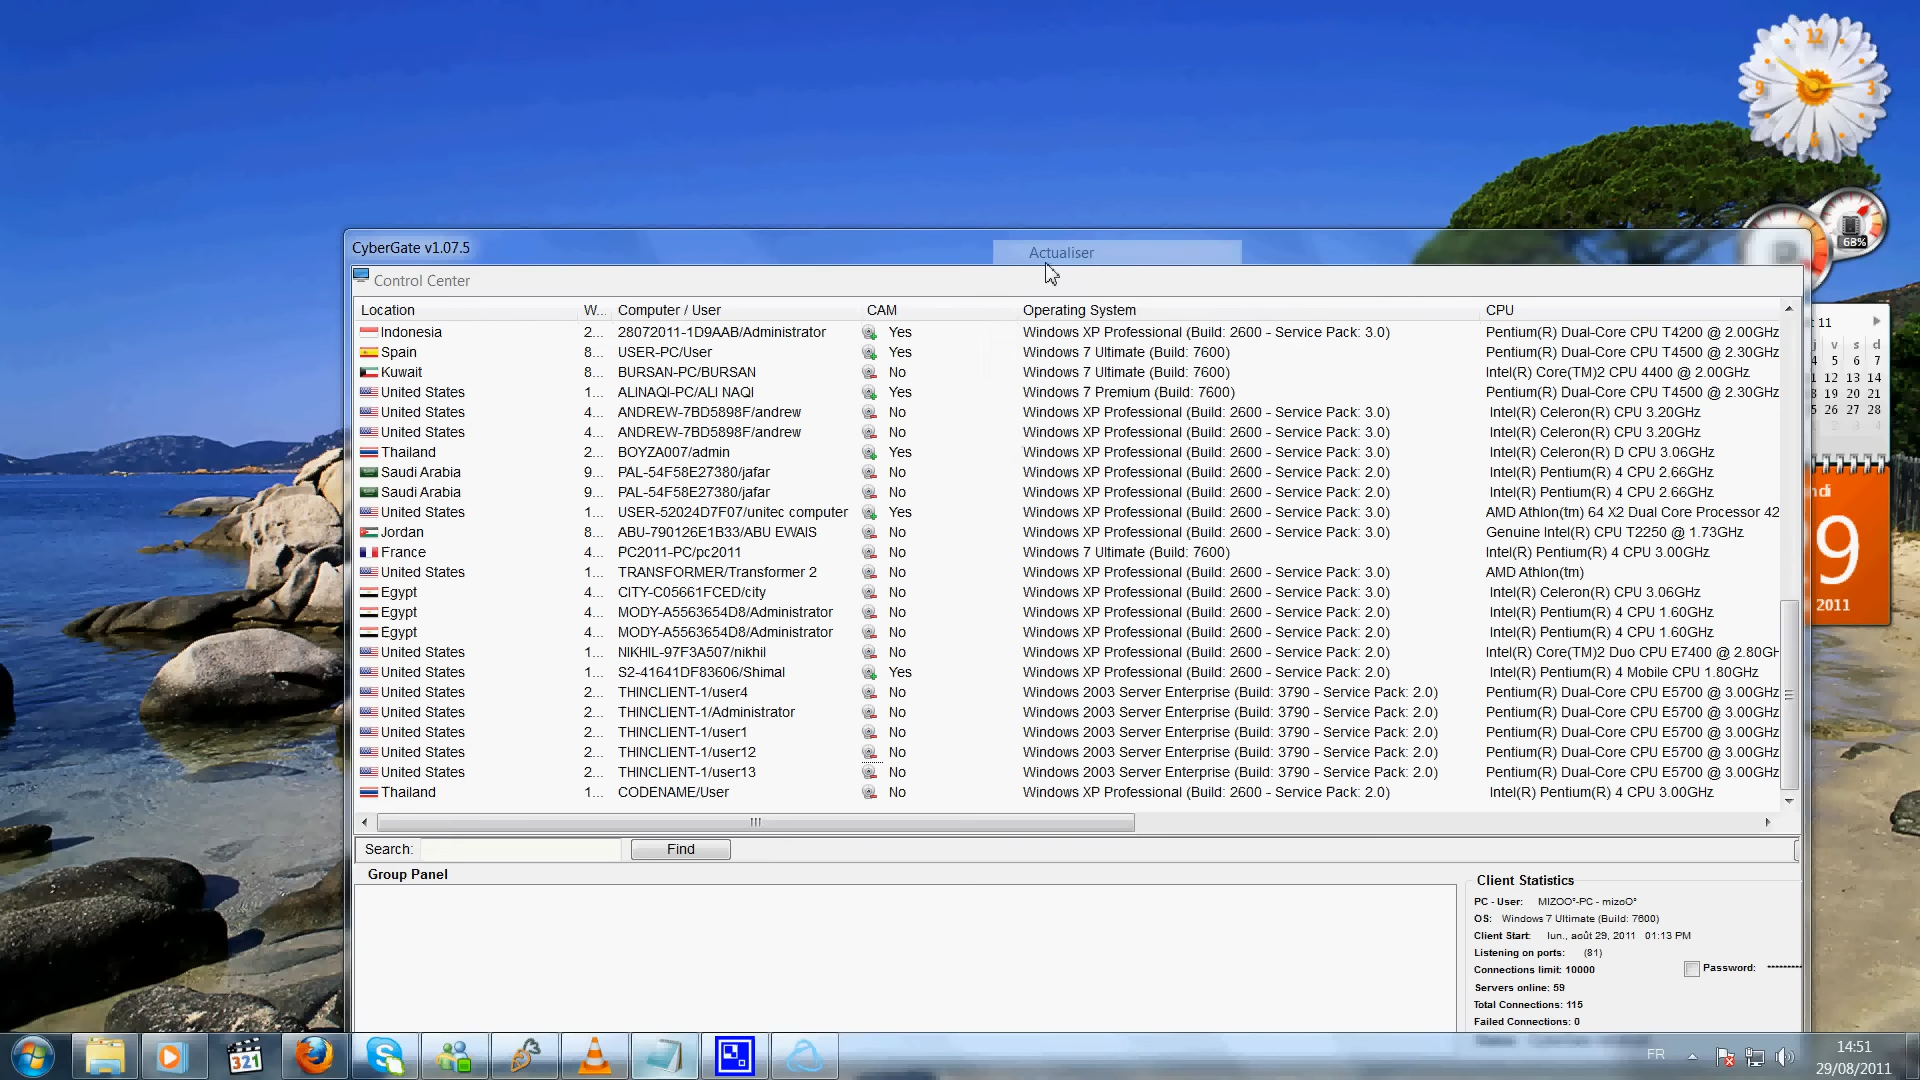 12
3
6
9
68%
CyberGate v1.07.5
Actualiser
Control Center
Location W... Computer / User CAM Operating System CPU
Indonesia 2... 28072011-1D9AAB/Administrator Yes Windows XP Professional (Build: 2600 - Service Pack: 3.0) Pentium(R) Dual-Core CPU T4200 @ 2.00GHz
Spain 8... USER-PC/User Yes Windows 7 Ultimate (Build: 7600) Pentium(R) Dual-Core CPU T4500 @ 2.30GHz
Kuwait 8... BURSAN-PC/BURSAN No Windows 7 Ultimate (Build: 7600) Intel(R) Core(TM)2 CPU 4400 @ 2.00GHz
United States 1... ALINAQI-PC/ALI NAQI Yes Windows 7 Premium (Build: 7600) Pentium(R) Dual-Core CPU T4500 @ 2.30GHz
United States 4... ANDREW-7BD5898F/andrew No Windows XP Professional (Build: 2600 - Service Pack: 3.0) Intel(R) Celeron(R) CPU 3.20GHz
United States 4... ANDREW-7BD5898F/andrew No Windows XP Professional (Build: 2600 - Service Pack: 3.0) Intel(R) Celeron(R) CPU 3.20GHz
Thailand 2... BOYZA007/admin Yes Windows XP Professional (Build: 2600 - Service Pack: 3.0) Intel(R) Celeron(R) D CPU 3.06GHz
Saudi Arabia 9... PAL-54F58E27380/jafar No Windows XP Professional (Build: 2600 - Service Pack: 2.0) Intel(R) Pentium(R) 4 CPU 2.66GHz
Saudi Arabia 9... PAL-54F58E27380/jafar No Windows XP Professional (Build: 2600 - Service Pack: 2.0) Intel(R) Pentium(R) 4 CPU 2.66GHz
United States 1... USER-52024D7F07/unitec computer Yes Windows XP Professional (Build: 2600 - Service Pack: 2.0) AMD Athlon(tm) 64 X2 Dual Core Processor 42
Jordan 8... ABU-790126E1B33/ABU EWAIS No Windows XP Professional (Build: 2600 - Service Pack: 3.0) Genuine Intel(R) CPU T2250 @ 1.73GHz
France 4... PC2011-PC/pc2011 No Windows 7 Ultimate (Build: 7600) Intel(R) Pentium(R) 4 CPU 3.00GHz
United States 1... TRANSFORMER/Transformer 2 No Windows XP Professional (Build: 2600 - Service Pack: 3.0) AMD Athlon(tm)
Egypt 4... CITY-C05661FCED/city No Windows XP Professional (Build: 2600 - Service Pack: 3.0) Intel(R) Celeron(R) CPU 3.06GHz
Egypt 4... MODY-A5563654D8/Administrator No Windows XP Professional (Build: 2600 - Service Pack: 2.0) Intel(R) Pentium(R) 4 CPU 1.60GHz
Egypt 4... MODY-A5563654D8/Administrator No Windows XP Professional (Build: 2600 - Service Pack: 2.0) Intel(R) Pentium(R) 4 CPU 1.60GHz
United States 1... NIKHIL-97F3A507/nikhil No Windows XP Professional (Build: 2600 - Service Pack: 2.0) Intel(R) Core(TM)2 Duo CPU E7400 @ 2.80GH
United States 1... S2-41641DF83606/Shimal Yes Windows XP Professional (Build: 2600 - Service Pack: 2.0) Intel(R) Pentium(R) 4 Mobile CPU 1.80GHz
United States 2... THINCLIENT-1/user4 No Windows 2003 Server Enterprise (Build: 3790 - Service Pack: 2.0) Pentium(R) Dual-Core CPU E5700 @ 3.00GHz
United States 2... THINCLIENT-1/Administrator No Windows 2003 Server Enterprise (Build: 3790 - Service Pack: 2.0) Pentium(R) Dual-Core CPU E5700 @ 3.00GHz
United States 2... THINCLIENT-1/user1 No Windows 2003 Server Enterprise (Build: 3790 - Service Pack: 2.0) Pentium(R) Dual-Core CPU E5700 @ 3.00GHz
United States 2... THINCLIENT-1/user12 No Windows 2003 Server Enterprise (Build: 3790 - Service Pack: 2.0) Pentium(R) Dual-Core CPU E5700 @ 3.00GHz
United States 2... THINCLIENT-1/user13 No Windows 2003 Server Enterprise (Build: 3790 - Service Pack: 2.0) Pentium(R) Dual-Core CPU E5700 @ 3.00GHz
Thailand 1... CODENAME/User No Windows XP Professional (Build: 2600 - Service Pack: 2.0) Intel(R) Pentium(R) 4 CPU 3.00GHz
11
j v s d
4 5 6 7
11 12 13 14
8 19 20 21
5 26 27 28
ndi
9
2011
Search: Find
Group Panel
Client Statistics
PC - User: MIZOO°-PC - mizoO°
OS: Windows 7 Ultimate (Build: 7600)
Client Start: lun., août 29, 2011 01:13 PM
Listening on ports: (81)
Connections limit: 10000 Password: ********
Servers online: 59
Total Connections: 115
Failed Connections: 0
321
FR
14:51
29/08/2011